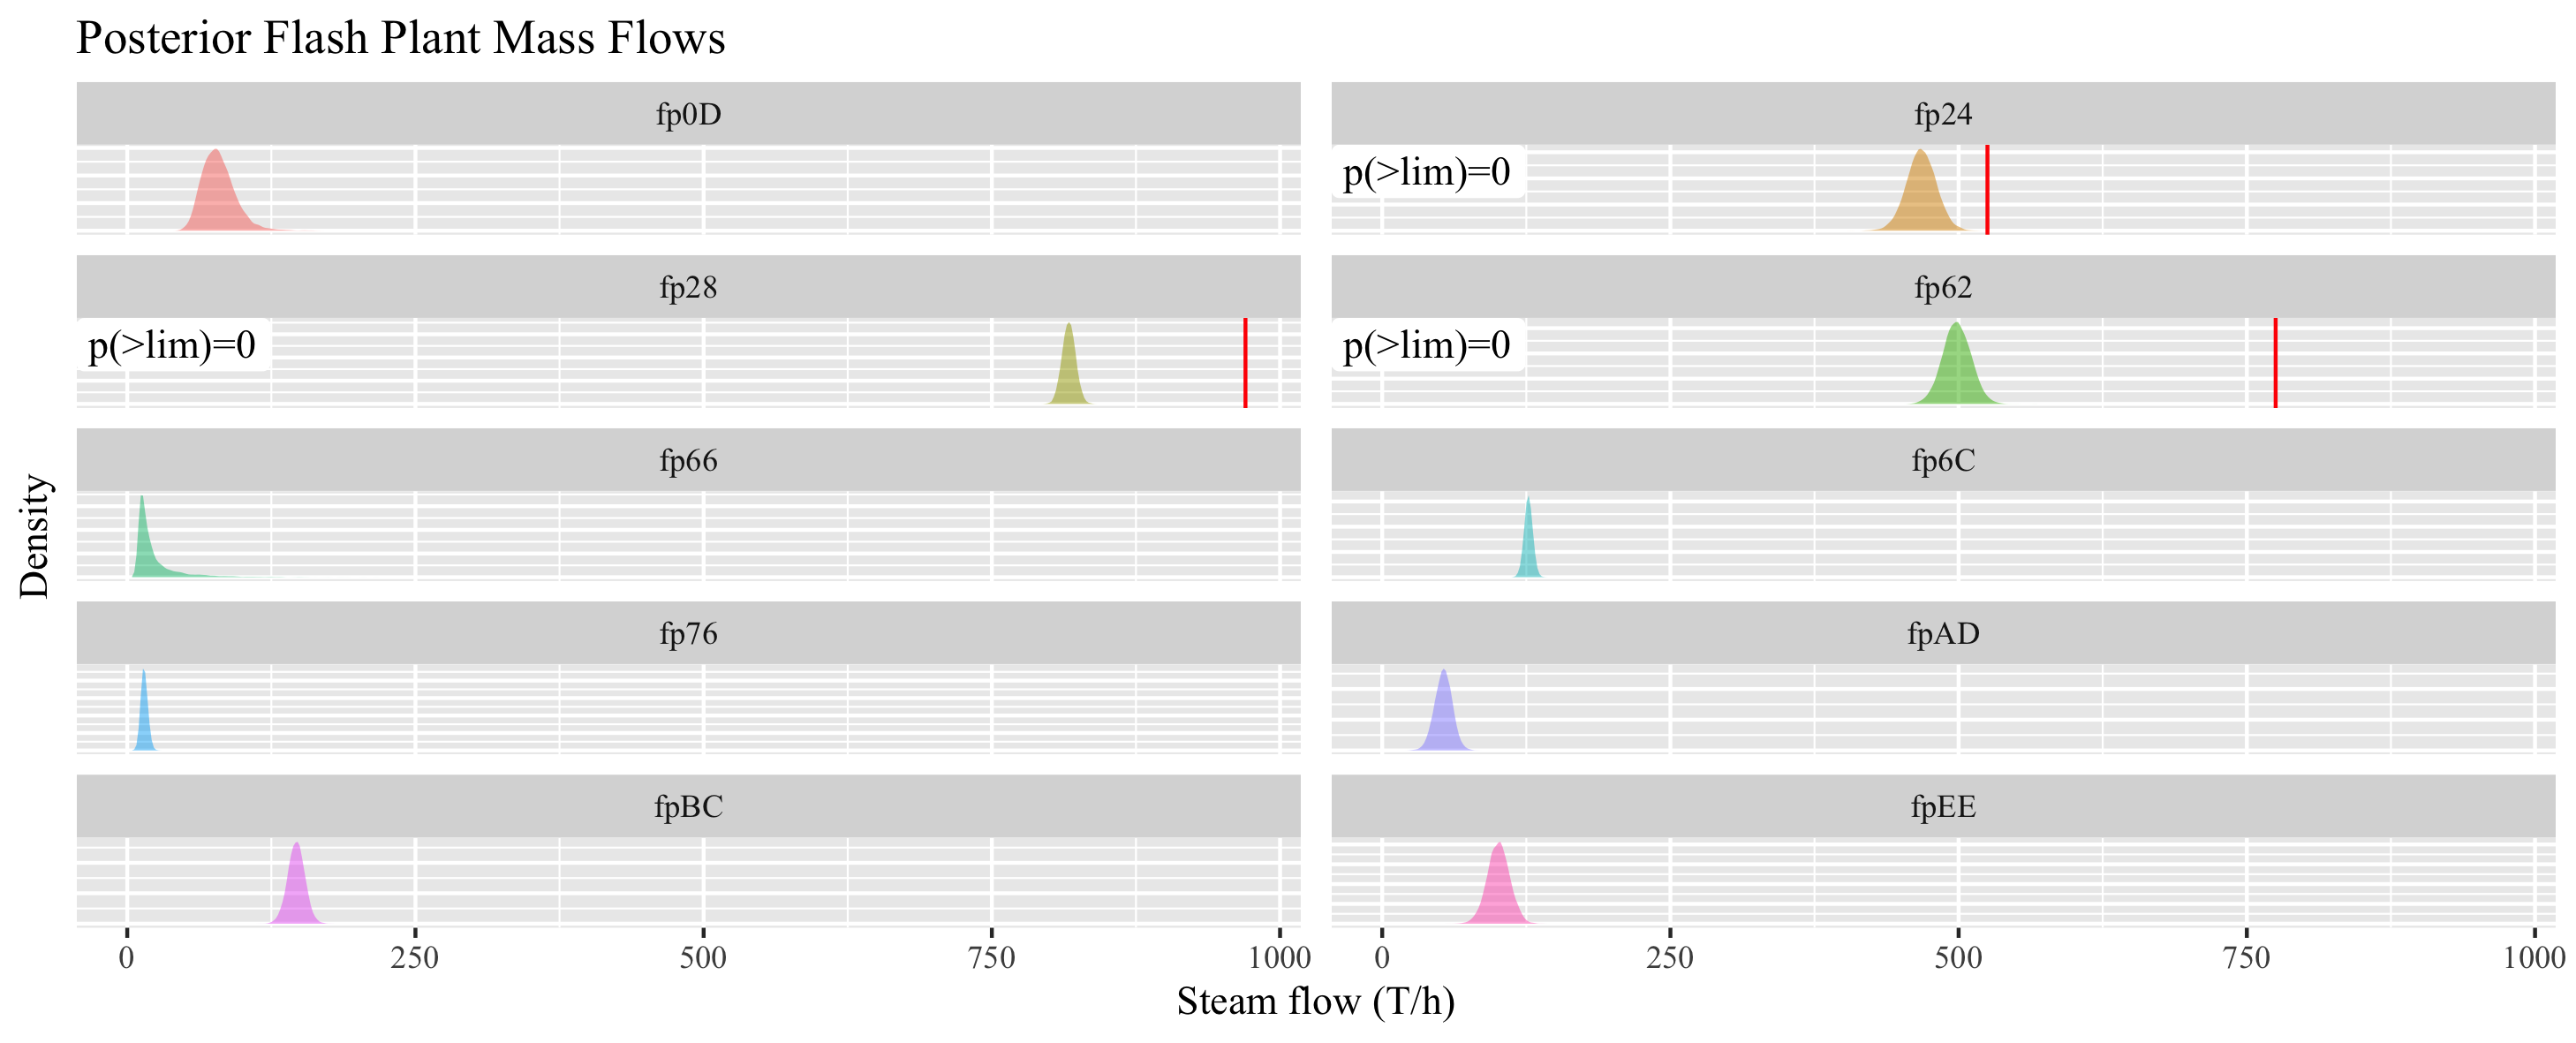 Posterior Flash Plant Mass Flows
fp0D
fp24
p(>lim)=0
fp28
fp62
p(>lim)=0
p(>lim)=0
fp66
fp6C
Density
fp76
fpAD
fpBC
fpEE
0 250 500 750 1000 0 250 500 750 1000
Steam flow (T/h)